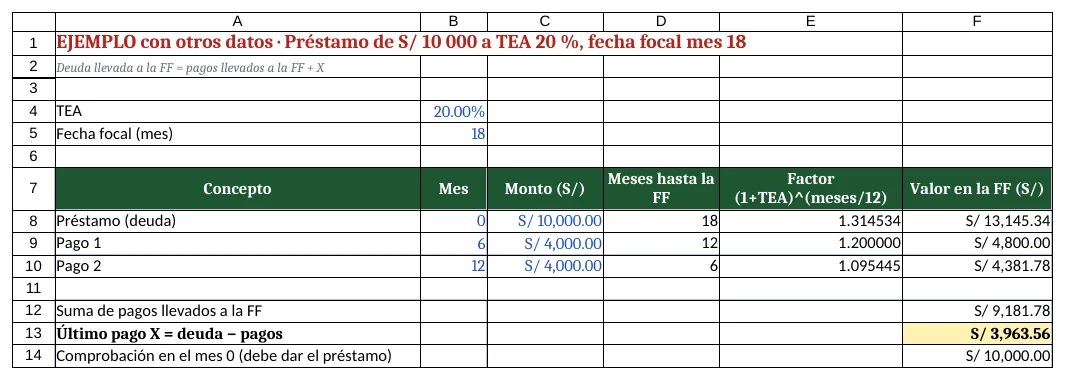 A B C D E F
1 EJEMPLO con otros datos · Préstamo de S/ 10 000 a TEA 20 %, fecha focal mes 18
2 Deuda llevada a la FF = pagos llevados a la FF + X
3
4 TEA 20.00%
5 Fecha focal (mes) 18
6
7 Concepto Mes Monto (S/) Meses hasta la FF Factor (1+TEA)^(meses/12) Valor en la FF (S/)
8 Préstamo (deuda) 0 S/ 10,000.00 18 1.314534 S/ 13,145.34
9 Pago 1 6 S/ 4,000.00 12 1.200000 S/ 4,800.00
10 Pago 2 12 S/ 4,000.00 6 1.095445 S/ 4,381.78
11
12 Suma de pagos llevados a la FF S/ 9,181.78
13 Último pago X = deuda − pagos S/ 3,963.56
14 Comprobación en el mes 0 (debe dar el préstamo) S/ 10,000.00